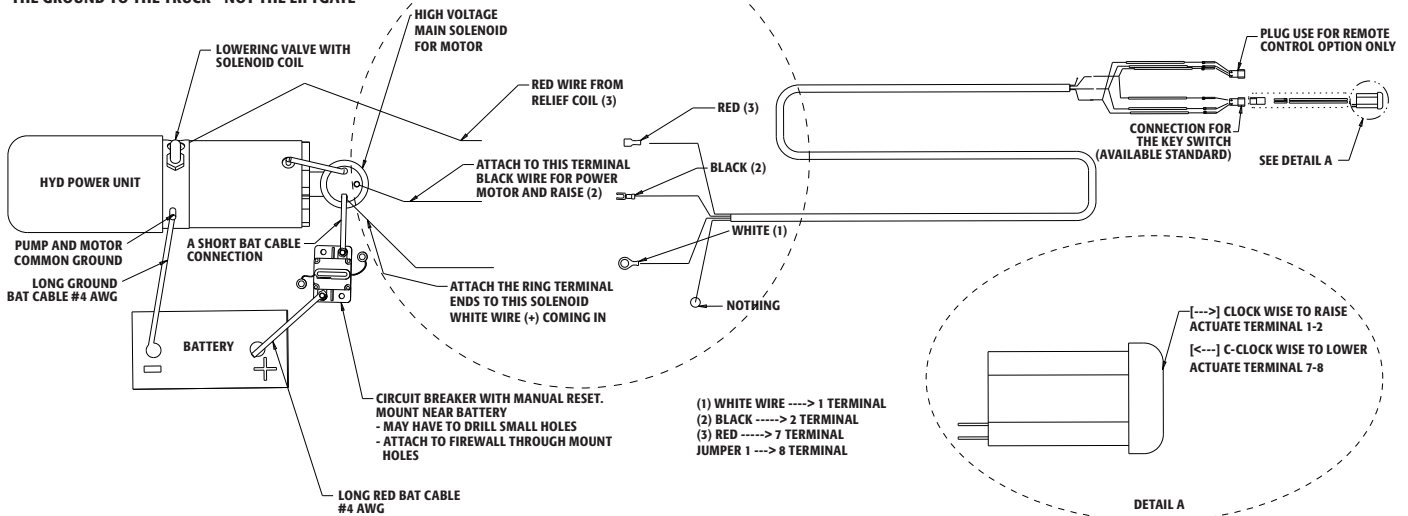 THE GROUND TO THE TRUCK - NOT THE LIFTGATE
HIGH VOLTAGE
MAIN SOLENOID
FOR MOTOR
LOWERING VALVE WITH
SOLENOID COIL
RED WIRE FROM
RELIEF COIL (3)
ATTACH TO THIS TERMINAL
BLACK WIRE FOR POWER
MOTOR AND RAISE (2)
HYD POWER UNIT
PUMP AND MOTOR
COMMON GROUND
A SHORT BAT CABLE
CONNECTION
LONG GROUND
BAT CABLE #4 AWG
ATTACH THE RING TERMINAL
ENDS TO THIS SOLENOID
WHITE WIRE (+) COMING IN
BATTERY
CIRCUIT BREAKER WITH MANUAL RESET.
MOUNT NEAR BATTERY
- MAY HAVE TO DRILL SMALL HOLES
- ATTACH TO FIREWALL THROUGH MOUNT
HOLES
LONG RED BAT CABLE
#4 AWG
RED (3)
BLACK (2)
WHITE (1)
NOTHING
PLUG USE FOR REMOTE
CONTROL OPTION ONLY
CONNECTION FOR
THE KEY SWITCH
(AVAILABLE STANDARD)
SEE DETAIL A
(1) WHITE WIRE ----> 1 TERMINAL
(2) BLACK -----> 2 TERMINAL
(3) RED -----> 7 TERMINAL
JUMPER 1 ---> 8 TERMINAL
[--->] CLOCK WISE TO RAISE
ACTUATE TERMINAL 1-2
[<---] C-CLOCK WISE TO LOWER
ACTUATE TERMINAL 7-8
DETAIL A